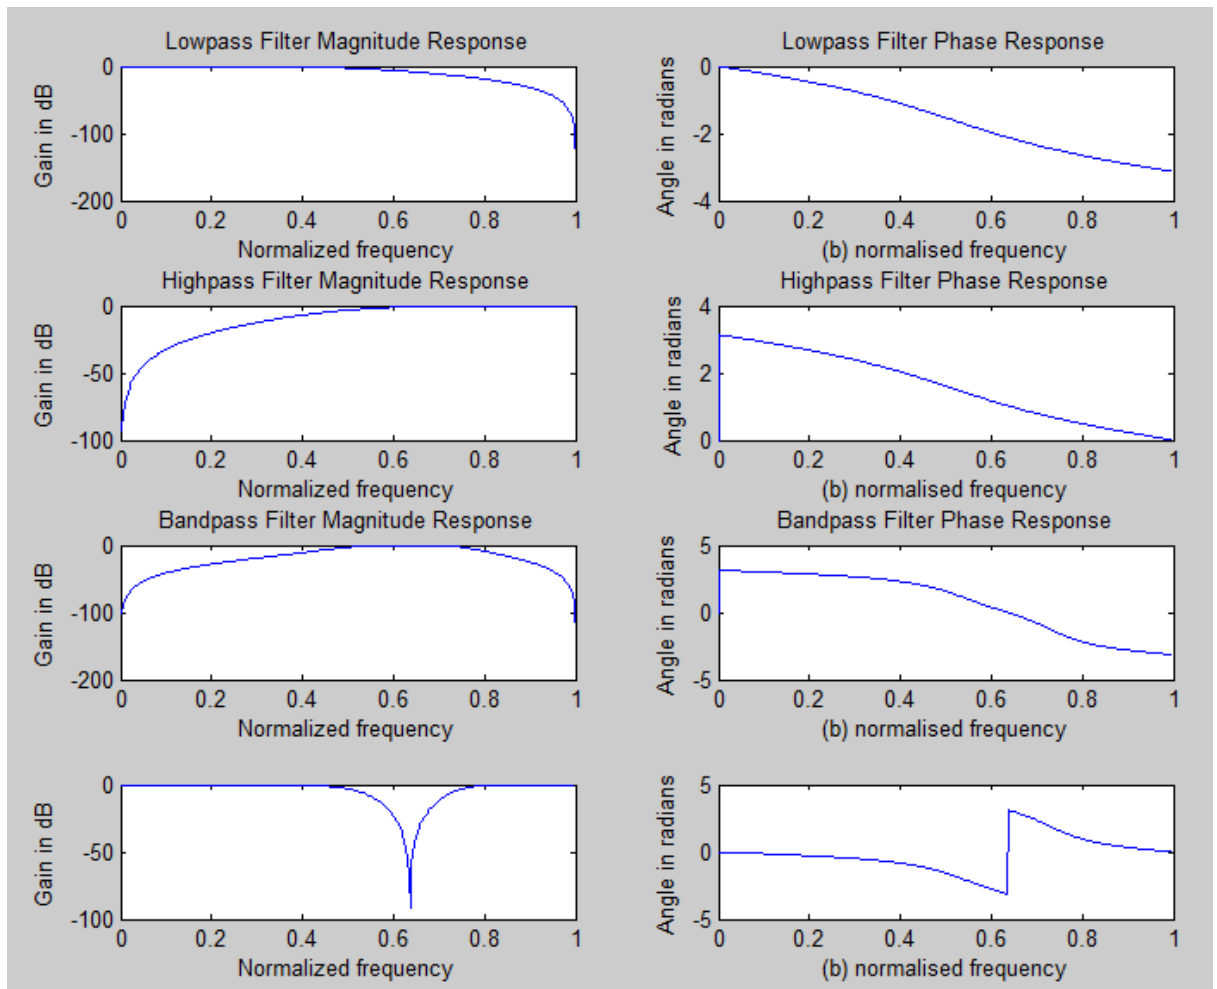 Lowpass Filter Magnitude Response
Lowpass Filter Phase Response
Gain in dB
0
-100
-200
0 0.2 0.4 0.6 0.8 1
Normalized frequency
Angle in radians
0
-2
-4
0 0.2 0.4 0.6 0.8 1
(b) normalised frequency
Highpass Filter Magnitude Response
Highpass Filter Phase Response
Gain in dB
0
-50
-100
0 0.2 0.4 0.6 0.8 1
Normalized frequency
Angle in radians
4
2
0
0 0.2 0.4 0.6 0.8 1
(b) normalised frequency
Bandpass Filter Magnitude Response
Bandpass Filter Phase Response
Gain in dB
0
-100
-200
0 0.2 0.4 0.6 0.8 1
Normalized frequency
Angle in radians
5
0
-5
0 0.2 0.4 0.6 0.8 1
(b) normalised frequency
Gain in dB
0
-50
-100
0 0.2 0.4 0.6 0.8 1
Normalized frequency
Angle in radians
5
0
-5
0 0.2 0.4 0.6 0.8 1
(b) normalised frequency